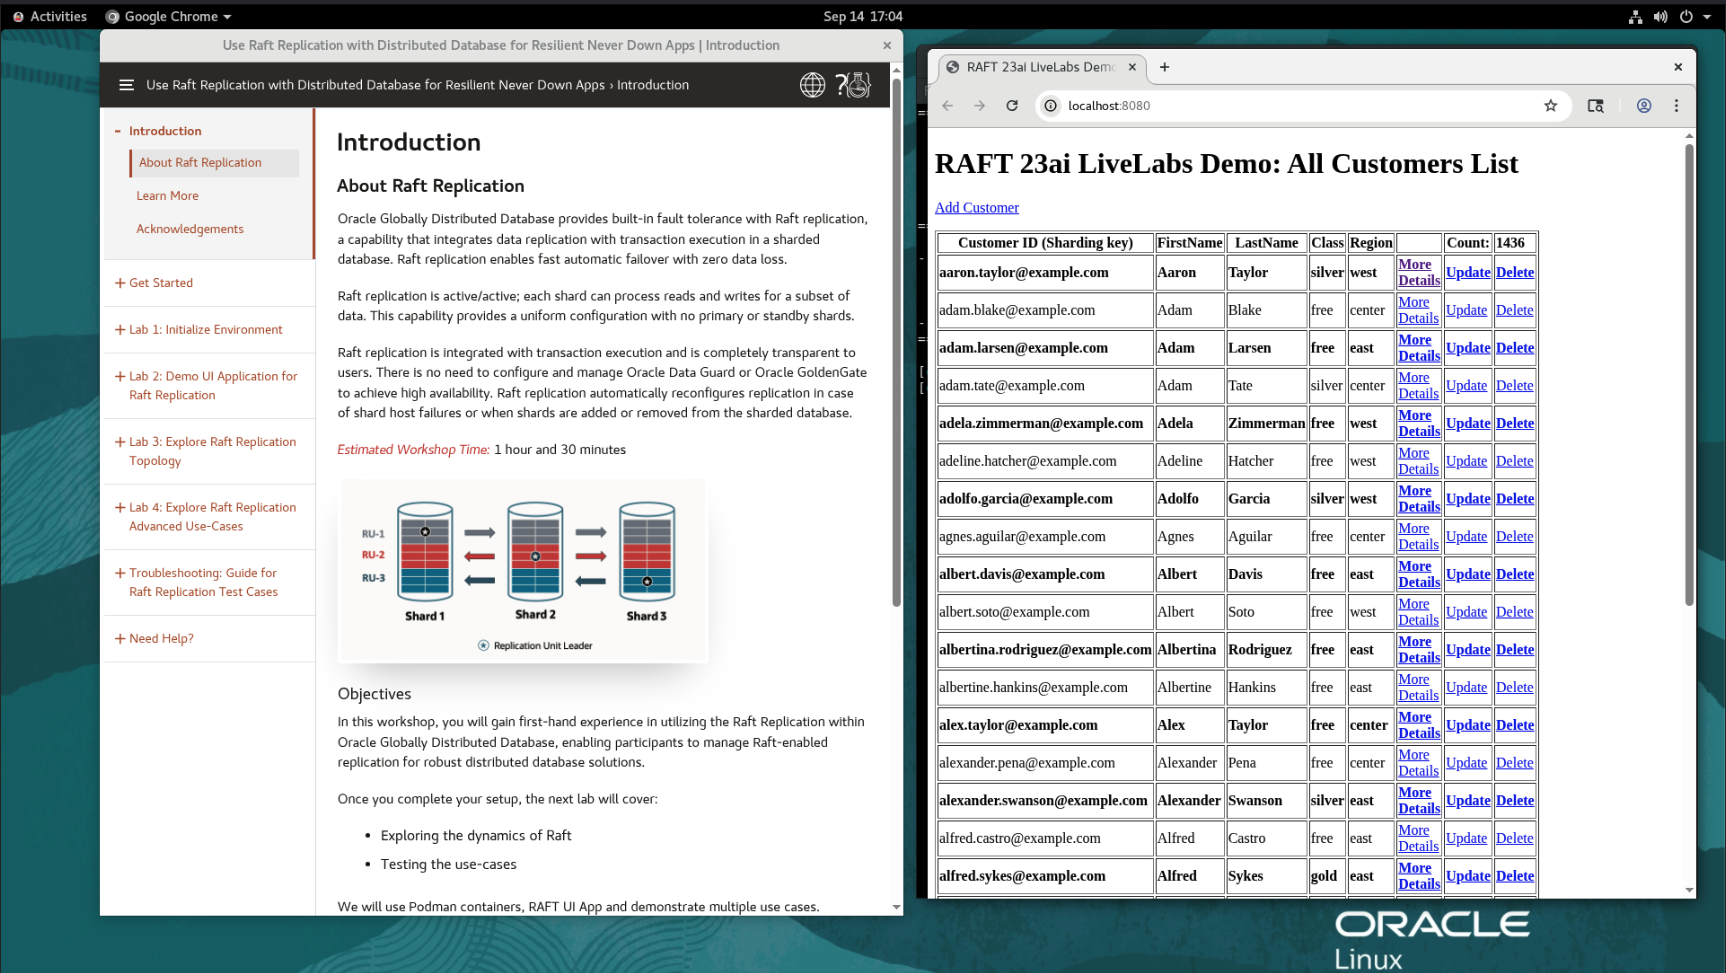 Activities Google Chrome Sep 14 17:04
Use Raft Replication with Distributed Database for Resilient Never Down Apps | Introduction
Use Raft Replication with Distributed Database for Resilient Never Down Apps › Introduction
- Introduction
About Raft Replication
Learn More
Acknowledgements
+ Get Started
+ Lab 1: Initialize Environment
+ Lab 2: Demo UI Application for
Raft Replication
+ Lab 3: Explore Raft Replication
Topology
+ Lab 4: Explore Raft Replication
Advanced Use-Cases
+ Troubleshooting: Guide for
Raft Replication Test Cases
+ Need Help?
Introduction
About Raft Replication
Oracle Globally Distributed Database provides built-in fault tolerance with Raft replication,
a capability that integrates data replication with transaction execution in a sharded
database. Raft replication enables fast automatic failover with zero data loss.
Raft replication is active/active; each shard can process reads and writes for a subset of
data. This capability provides a uniform configuration with no primary or standby shards.
Raft replication is integrated with transaction execution and is completely transparent to
users. There is no need to configure and manage Oracle Data Guard or Oracle GoldenGate
to achieve high availability. Raft replication automatically reconfigures replication in case
of shard host failures or when shards are added or removed from the sharded database.
Estimated Workshop Time: 1 hour and 30 minutes
RU-1
RU-2
RU-3
Shard 1 Shard 2 Shard 3
Replication Unit Leader
Objectives
In this workshop, you will gain first-hand experience in utilizing the Raft Replication within
Oracle Globally Distributed Database, enabling participants to manage Raft-enabled
replication for robust distributed database solutions.
Once you complete your setup, the next lab will cover:
• Exploring the dynamics of Raft
• Testing the use-cases
We will use Podman containers, RAFT UI App and demonstrate multiple use cases.
RAFT 23ai LiveLabs Demo
localhost:8080
RAFT 23ai LiveLabs Demo: All Customers List
Add Customer
Customer ID (Sharding key) FirstName LastName Class Region Count: 1436
aaron.taylor@example.com Aaron Taylor silver west More Details Update Delete
adam.blake@example.com Adam Blake free center More Details Update Delete
adam.larsen@example.com Adam Larsen free east More Details Update Delete
adam.tate@example.com Adam Tate silver center More Details Update Delete
adela.zimmerman@example.com Adela Zimmerman free west More Details Update Delete
adeline.hatcher@example.com Adeline Hatcher free west More Details Update Delete
adolfo.garcia@example.com Adolfo Garcia silver west More Details Update Delete
agnes.aguilar@example.com Agnes Aguilar free center More Details Update Delete
albert.davis@example.com Albert Davis free east More Details Update Delete
albert.soto@example.com Albert Soto free west More Details Update Delete
albertina.rodriguez@example.com Albertina Rodriguez free east More Details Update Delete
albertine.hankins@example.com Albertine Hankins free east More Details Update Delete
alex.taylor@example.com Alex Taylor free center More Details Update Delete
alexander.pena@example.com Alexander Pena free center More Details Update Delete
alexander.swanson@example.com Alexander Swanson silver east More Details Update Delete
alfred.castro@example.com Alfred Castro free east More Details Update Delete
alfred.sykes@example.com Alfred Sykes gold east More Details Update Delete
ORACLE
Linux